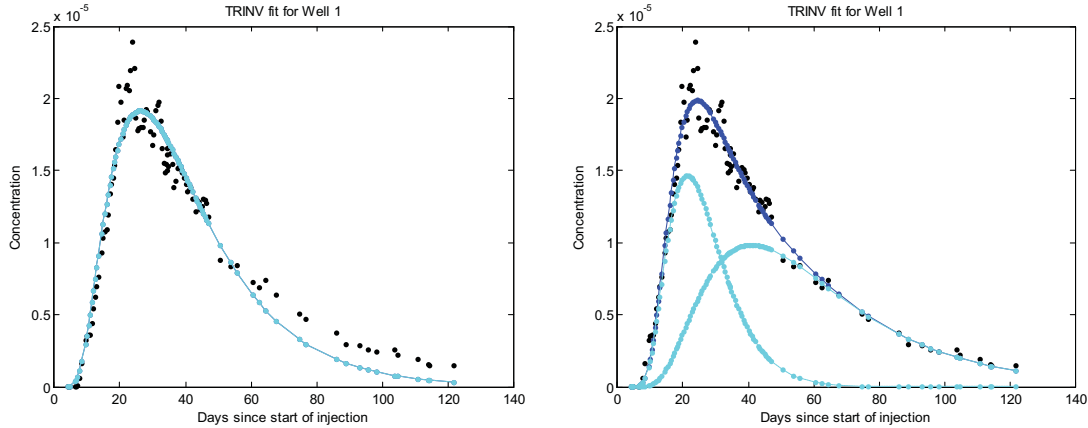 TRINV fit for Well 1
x 10^-5
2.5
2
1.5
1
0.5
0
Concentration
0 20 40 60 80 100 120 140
Days since start of injection
TRINV fit for Well 1
x 10^-5
2.5
2
1.5
1
0.5
0
Concentration
0 20 40 60 80 100 120 140
Days since start of injection